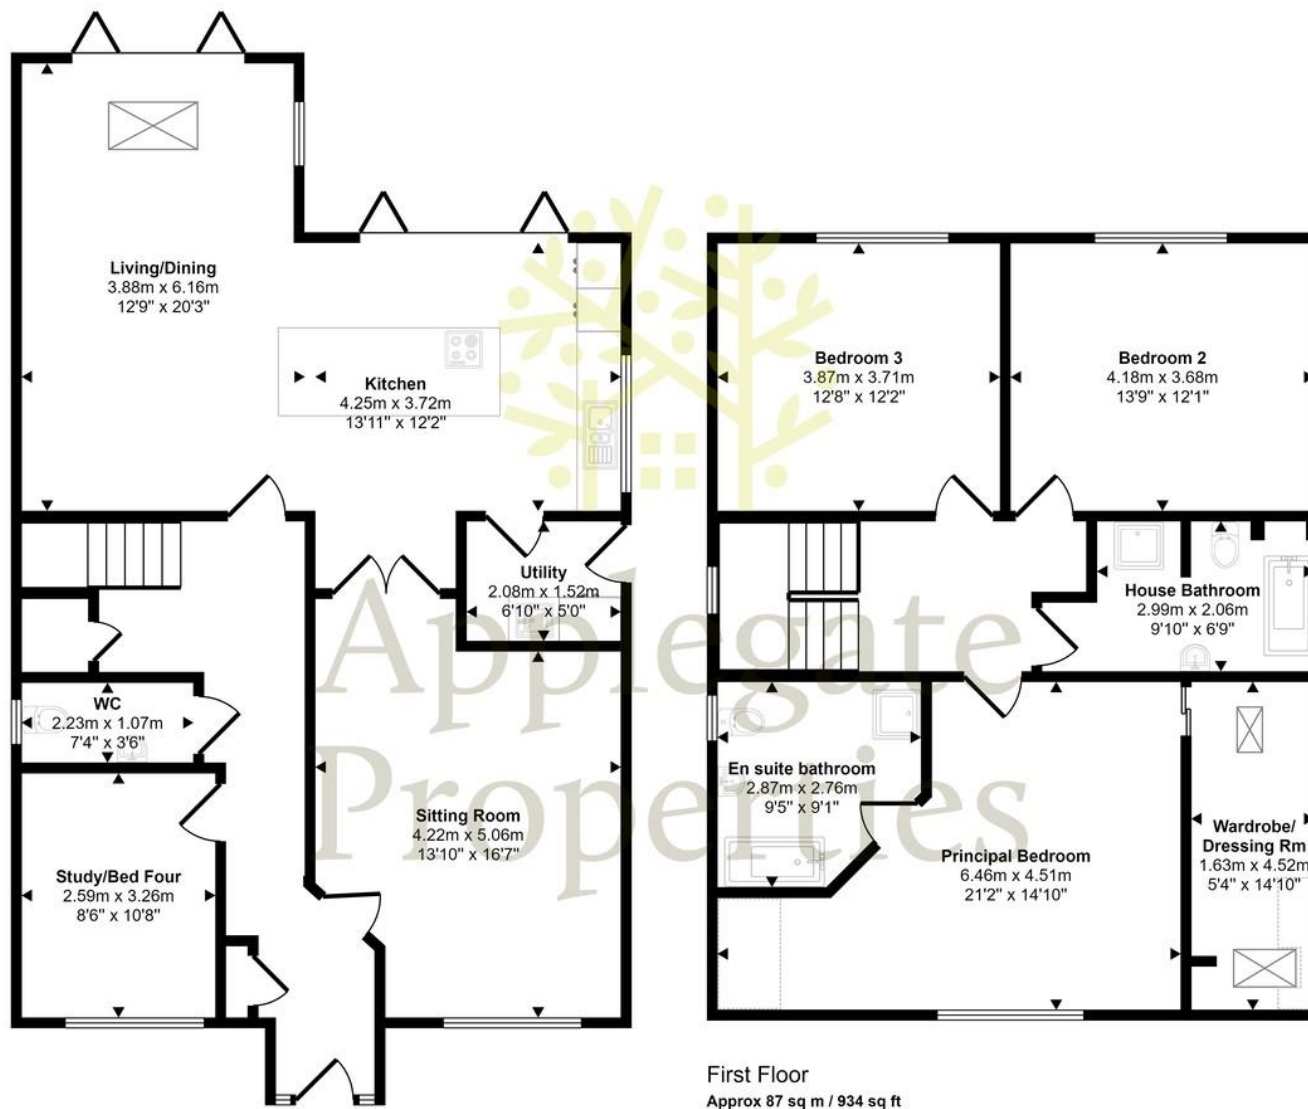 Living/Dining
3.88m x 6.16m
12'9" x 20'3"
Kitchen
4.25m x 3.72m
13'11" x 12'2"
Utility
2.08m x 1.52m
6'10" x 5'0"
WC
2.23m x 1.07m
7'4" x 3'6"
Sitting Room
4.22m x 5.06m
13'10" x 16'7"
Study/Bed Four
2.59m x 3.26m
8'6" x 10'8"
Bedroom 3
3.87m x 3.71m
12'8" x 12'2"
Bedroom 2
4.18m x 3.68m
13'9" x 12'1"
House Bathroom
2.99m x 2.06m
9'10" x 6'9"
En suite bathroom
2.87m x 2.76m
9'5" x 9'1"
Principal Bedroom
6.46m x 4.51m
21'2" x 14'10"
Wardrobe/
Dressing Rm
1.63m x 4.52m
5'4" x 14'10"
Applegate
Properties
First Floor
Approx 87 sq m / 934 sq ft